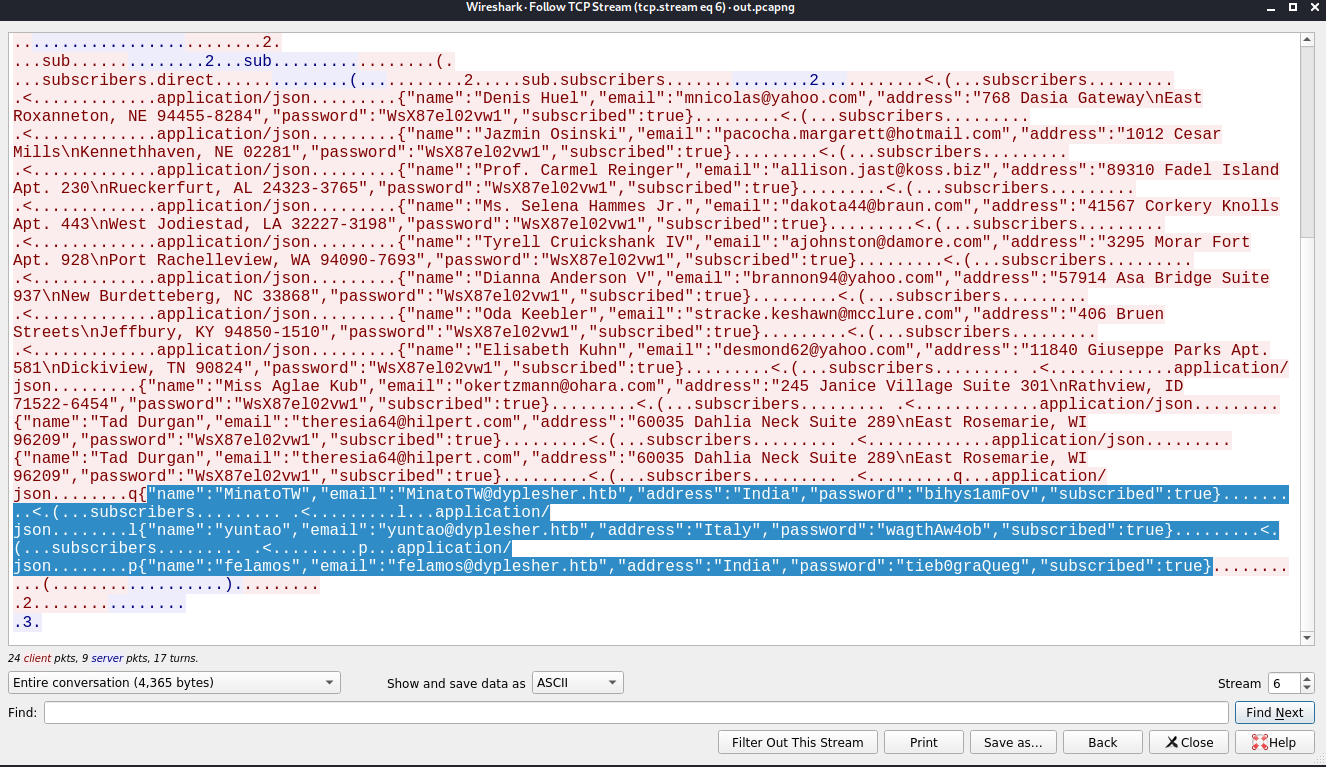 Wireshark · Follow TCP Stream (tcp.stream eq 6) · out.pcapng
...........................2.
...sub..............2...sub..................(.
...subscribers.direct..............(............2.....sub.subscribers................2............<.(...subscribers.........
.<.............application/json.........{"name":"Denis Huel","email":"mnicolas@yahoo.com","address":"768 Dasia Gateway\nEast
Roxanneton, NE 94455-8284","password":"WsX87el02vw1","subscribed":true}.........<.(...subscribers.........
.<.............application/json.........{"name":"Jazmin Osinski","email":"pacocha.margarett@hotmail.com","address":"1012 Cesar
Mills\nKennethhaven, NE 02281","password":"WsX87el02vw1","subscribed":true}.........<.(...subscribers.........
.<.............application/json.........{"name":"Prof. Carmel Reinger","email":"allison.jast@koss.biz","address":"89310 Fadel Island
Apt. 230\nRueckerfurt, AL 24323-3765","password":"WsX87el02vw1","subscribed":true}.........<.(...subscribers.........
.<.............application/json.........{"name":"Ms. Selena Hammes Jr.","email":"dakota44@braun.com","address":"41567 Corkery Knolls
Apt. 443\nWest Jodiestad, LA 32227-3198","password":"WsX87el02vw1","subscribed":true}.........<.(...subscribers.........
.<.............application/json.........{"name":"Tyrell Cruickshank IV","email":"ajohnston@damore.com","address":"3295 Morar Fort
Apt. 928\nPort Rachelleview, WA 94090-7693","password":"WsX87el02vw1","subscribed":true}.........<.(...subscribers.........
.<.............application/json.........{"name":"Dianna Anderson V","email":"brannon94@yahoo.com","address":"57914 Asa Bridge Suite
937\nNew Burdetteberg, NC 33868","password":"WsX87el02vw1","subscribed":true}.........<.(...subscribers.........
.<.............application/json.........{"name":"Oda Keebler","email":"stracke.keshawn@mcclure.com","address":"406 Bruen
Streets\nJeffbury, KY 94850-1510","password":"WsX87el02vw1","subscribed":true}.........<.(...subscribers.........
.<.............application/json.........{"name":"Elisabeth Kuhn","email":"desmond62@yahoo.com","address":"11840 Giuseppe Parks Apt.
581\nDickiview, TN 90824","password":"WsX87el02vw1","subscribed":true}.........<.(...subscribers......... .<.............application/
json.........{"name":"Miss Aglae Kub","email":"okertzmann@ohara.com","address":"245 Janice Village Suite 301\nRathview, ID
71522-6454","password":"WsX87el02vw1","subscribed":true}.........<.(...subscribers......... .<.............application/json.........
{"name":"Tad Durgan","email":"theresia64@hilpert.com","address":"60035 Dahlia Neck Suite 289\nEast Rosemarie, WI
96209","password":"WsX87el02vw1","subscribed":true}.........<.(...subscribers......... .<.............application/json.........
{"name":"Tad Durgan","email":"theresia64@hilpert.com","address":"60035 Dahlia Neck Suite 289\nEast Rosemarie, WI
96209","password":"WsX87el02vw1","subscribed":true}.........<.(...subscribers......... .<.........q...application/
json........q{"name":"MinatoTW","email":"MinatoTW@dyplesher.htb","address":"India","password":"bihys1amFov","subscribed":true}.......
..<.(...subscribers......... .<.........l...application/
json........l{"name":"yuntao","email":"yuntao@dyplesher.htb","address":"Italy","password":"wagthAw4ob","subscribed":true}.........<.
(...subscribers......... .<.........p...application/
json........p{"name":"felamos","email":"felamos@dyplesher.htb","address":"India","password":"tieb0graQueg","subscribed":true}........
...(..................).........
.2................
.3.
24 client pkts, 9 server pkts, 17 turns.
Entire conversation (4,365 bytes) Show and save data as ASCII Stream 6
Find: Find Next
Filter Out This Stream Print Save as… Back Close Help